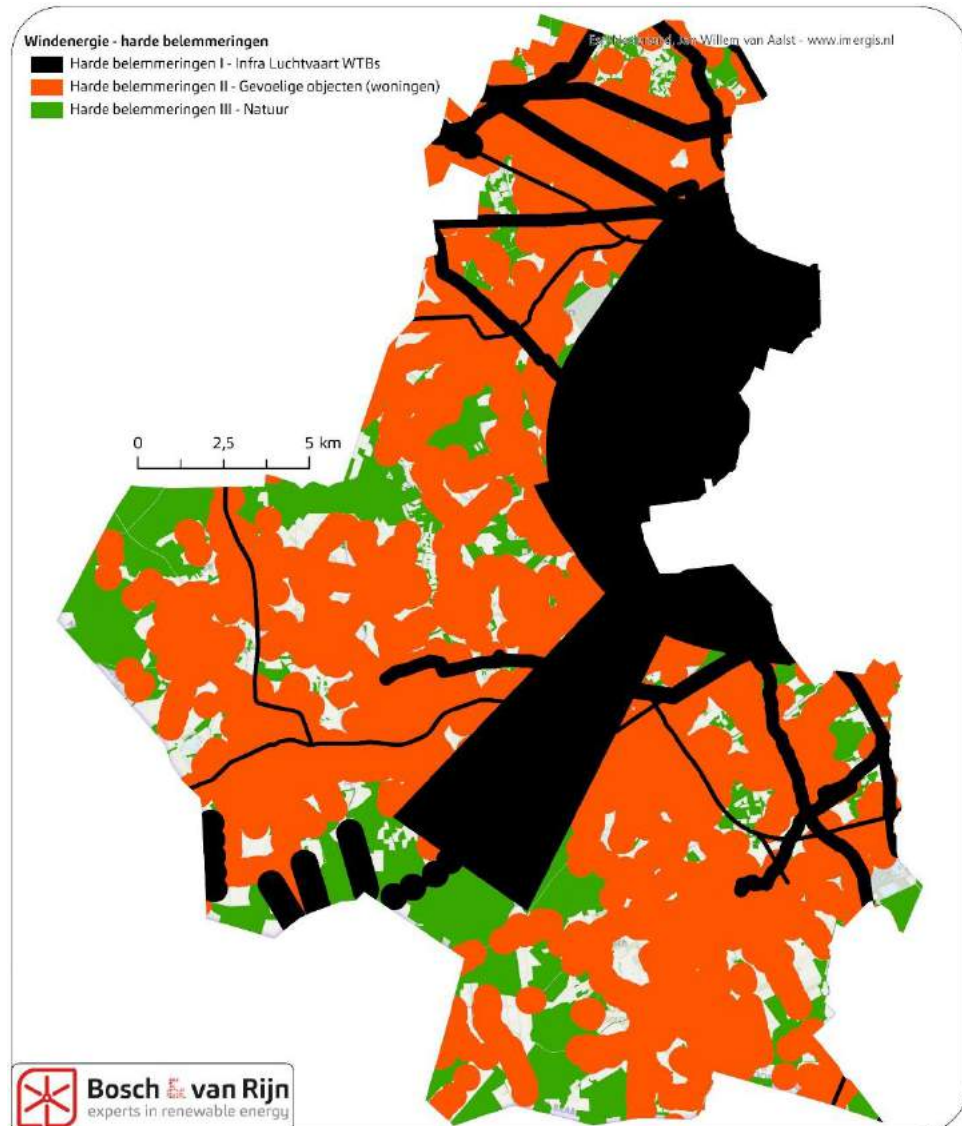 Windenergie - harde belemmeringen
Harde belemmeringen I - Infra Luchtvaart WTBs
Harde belemmeringen II - Gevoelige objecten (woningen)
Harde belemmeringen III - Natuur
Jan Willem van Aalst - www.imergis.nl
0 2,5 5 km
Bosch & van Rijn
experts in renewable energy